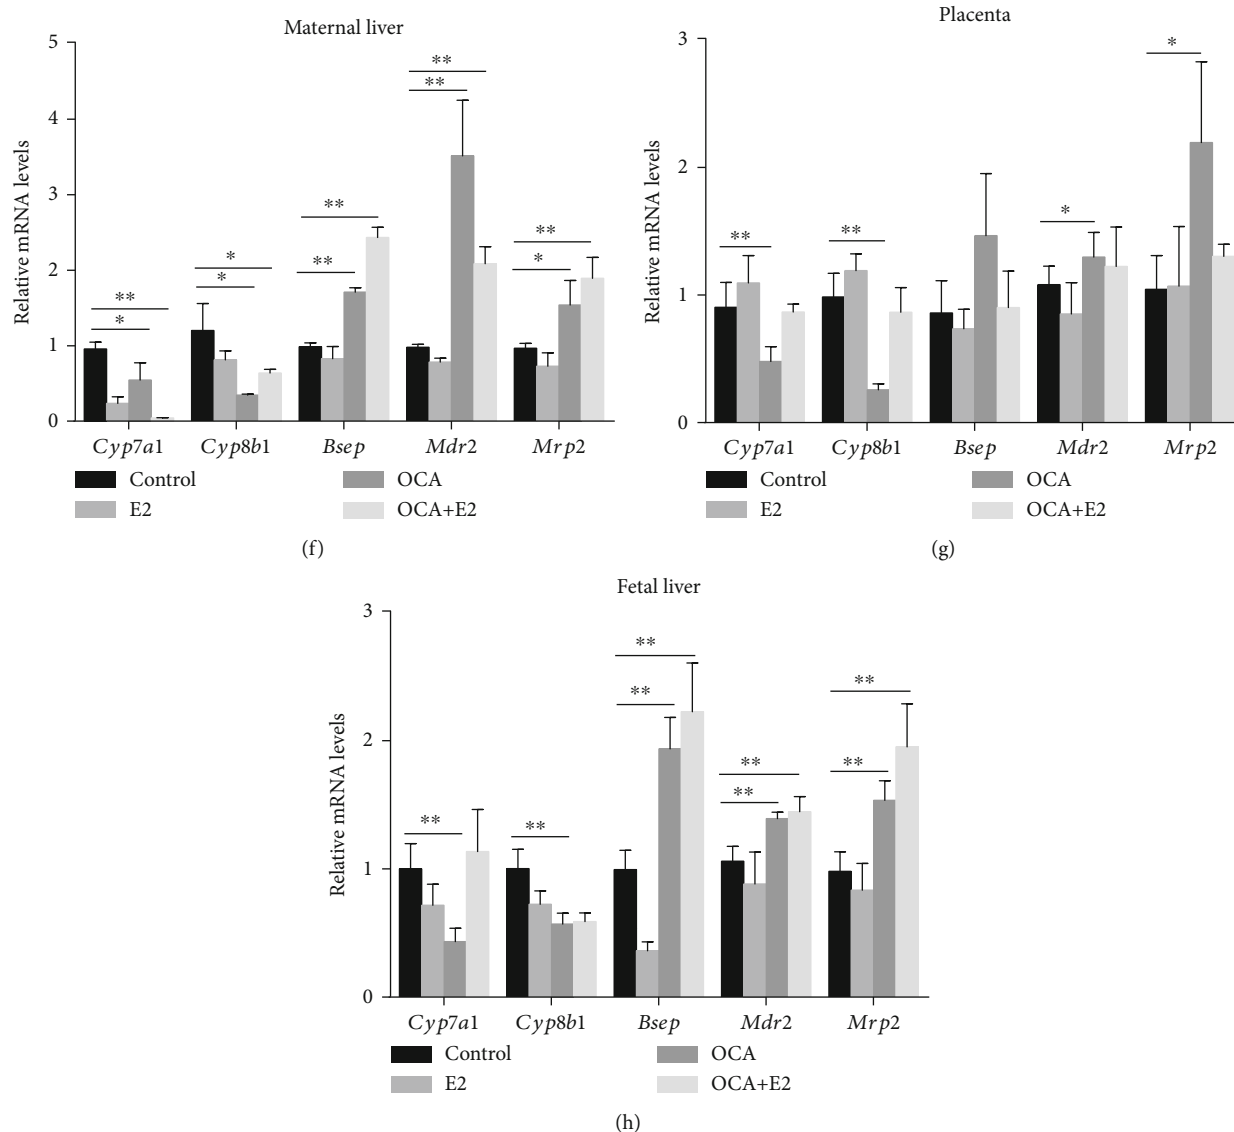 Maternal liver
Relative mRNA levels
5
4
3
2
1
0
**
*
*
*
**
**
**
**
**
*
Cyp7a1 Cyp8b1 Bsep Mdr2 Mrp2
Control OCA
E2 OCA+E2
(f)
Placenta
Relative mRNA levels
3
2
1
0
**
**
*
*
Cyp7a1 Cyp8b1 Bsep Mdr2 Mrp2
Control OCA
E2 OCA+E2
(g)
Fetal liver
Relative mRNA levels
3
2
1
0
**
**
**
**
**
**
**
**
Cyp7a1 Cyp8b1 Bsep Mdr2 Mrp2
Control OCA
E2 OCA+E2
(h)